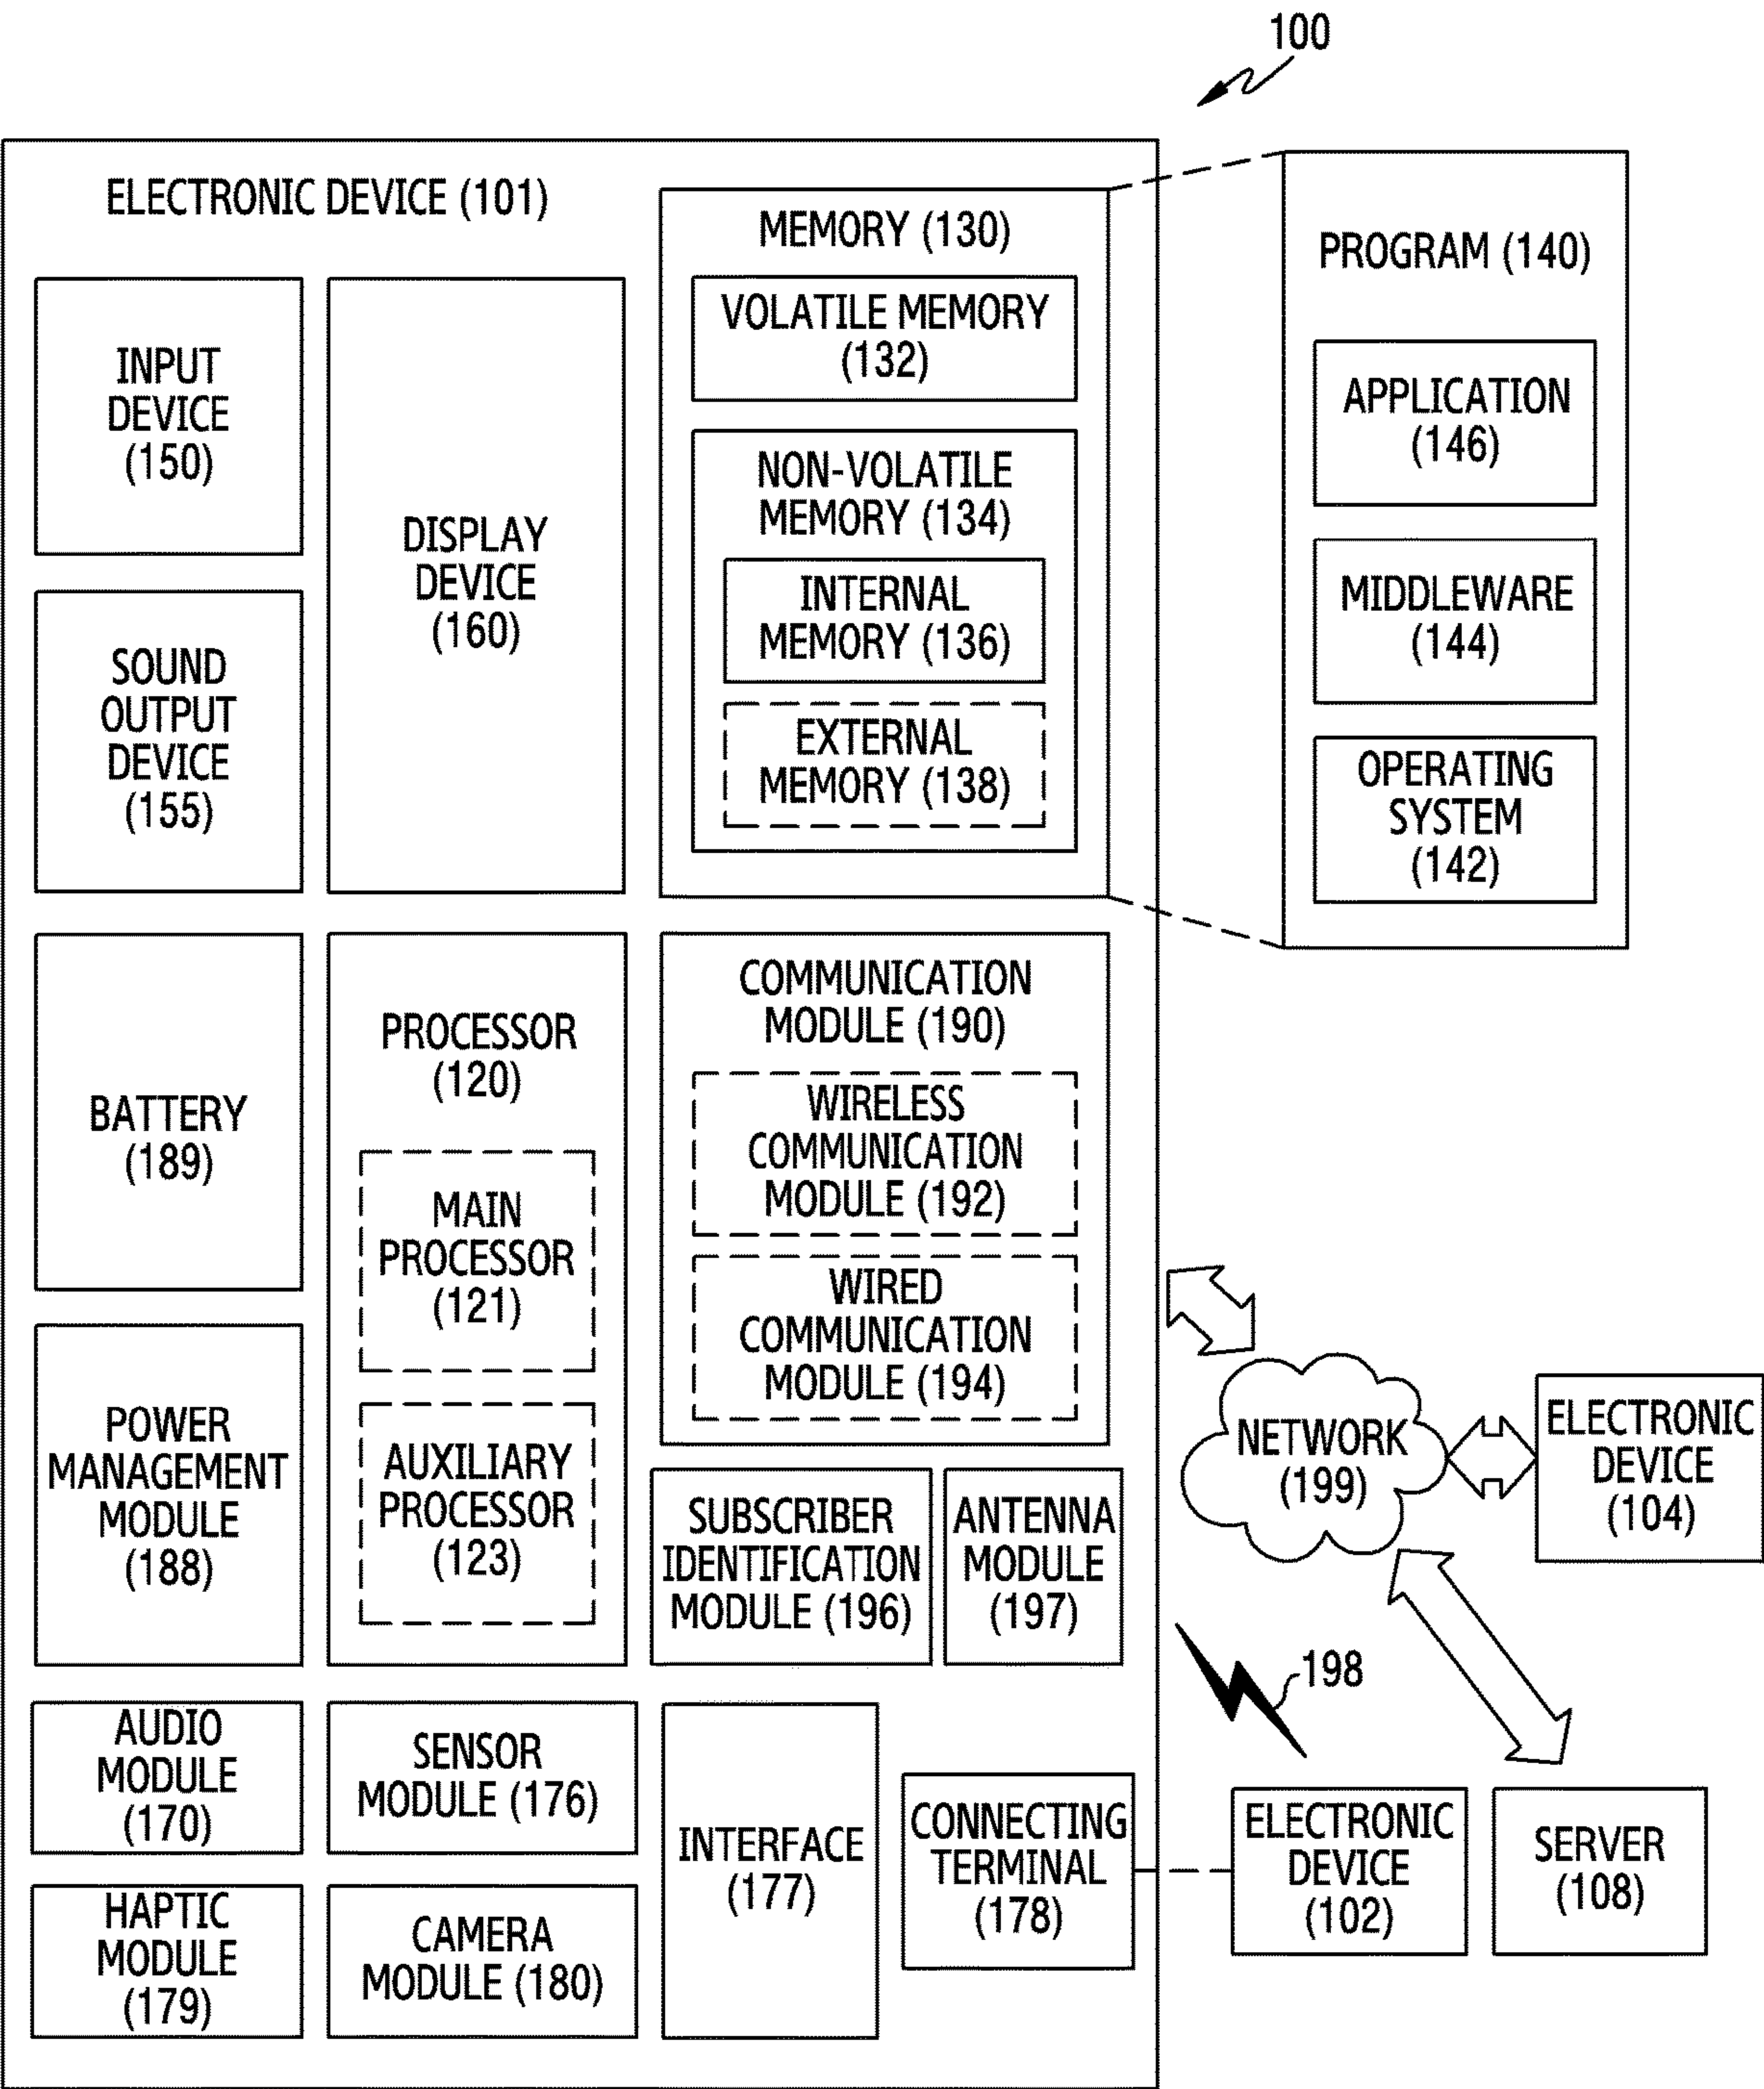 100
ELECTRONIC DEVICE (101)
INPUT
DEVICE
(150)
DISPLAY
DEVICE
(160)
SOUND
OUTPUT
DEVICE
(155)
MEMORY (130)
VOLATILE MEMORY
(132)
NON-VOLATILE
MEMORY (134)
INTERNAL
MEMORY (136)
EXTERNAL
MEMORY (138)
PROGRAM (140)
APPLICATION
(146)
MIDDLEWARE
(144)
OPERATING
SYSTEM
(142)
BATTERY
(189)
POWER
MANAGEMENT
MODULE
(188)
PROCESSOR
(120)
MAIN
PROCESSOR
(121)
AUXILIARY
PROCESSOR
(123)
COMMUNICATION
MODULE (190)
WIRELESS
COMMUNICATION
MODULE (192)
WIRED
COMMUNICATION
MODULE (194)
SUBSCRIBER
IDENTIFICATION
MODULE (196)
ANTENNA
MODULE
(197)
NETWORK
(199)
ELECTRONIC
DEVICE
(104)
198
AUDIO
MODULE
(170)
SENSOR
MODULE (176)
HAPTIC
MODULE
(179)
CAMERA
MODULE (180)
INTERFACE
(177)
CONNECTING
TERMINAL
(178)
ELECTRONIC
DEVICE
(102)
SERVER
(108)